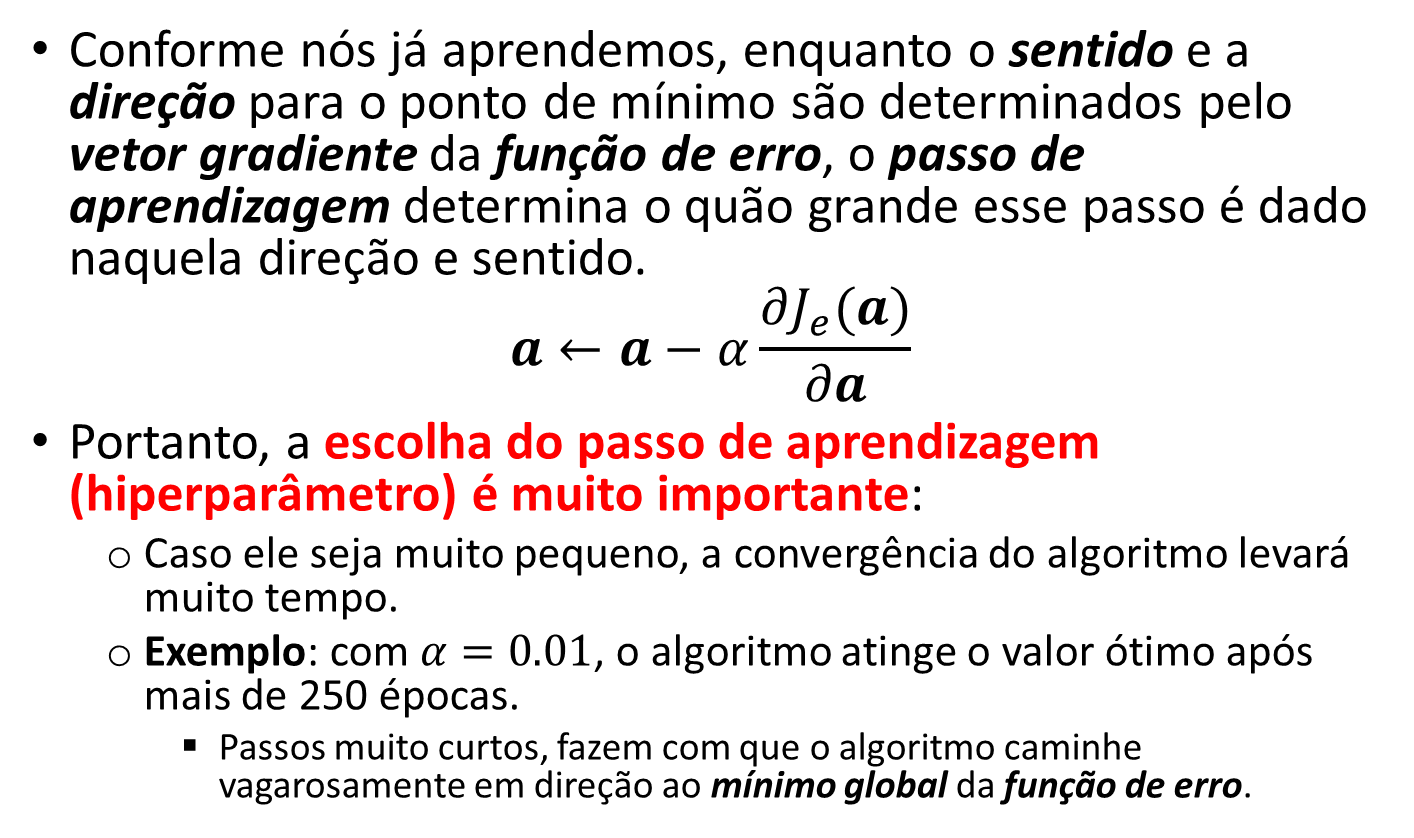 • Conforme nós já aprendemos, enquanto o sentido e a
direção para o ponto de mínimo são determinados pelo
vetor gradiente da função de erro, o passo de
aprendizagem determina o quão grande esse passo é dado
naquela direção e sentido.
𝒂 ← 𝒂 − α ∂Jₑ(𝒂)/∂𝒂
• Portanto, a escolha do passo de aprendizagem
(hiperparâmetro) é muito importante:
o Caso ele seja muito pequeno, a convergência do algoritmo levará
muito tempo.
o Exemplo: com α = 0.01, o algoritmo atinge o valor ótimo após
mais de 250 épocas.
▪ Passos muito curtos, fazem com que o algoritmo caminhe
vagarosamente em direção ao mínimo global da função de erro.